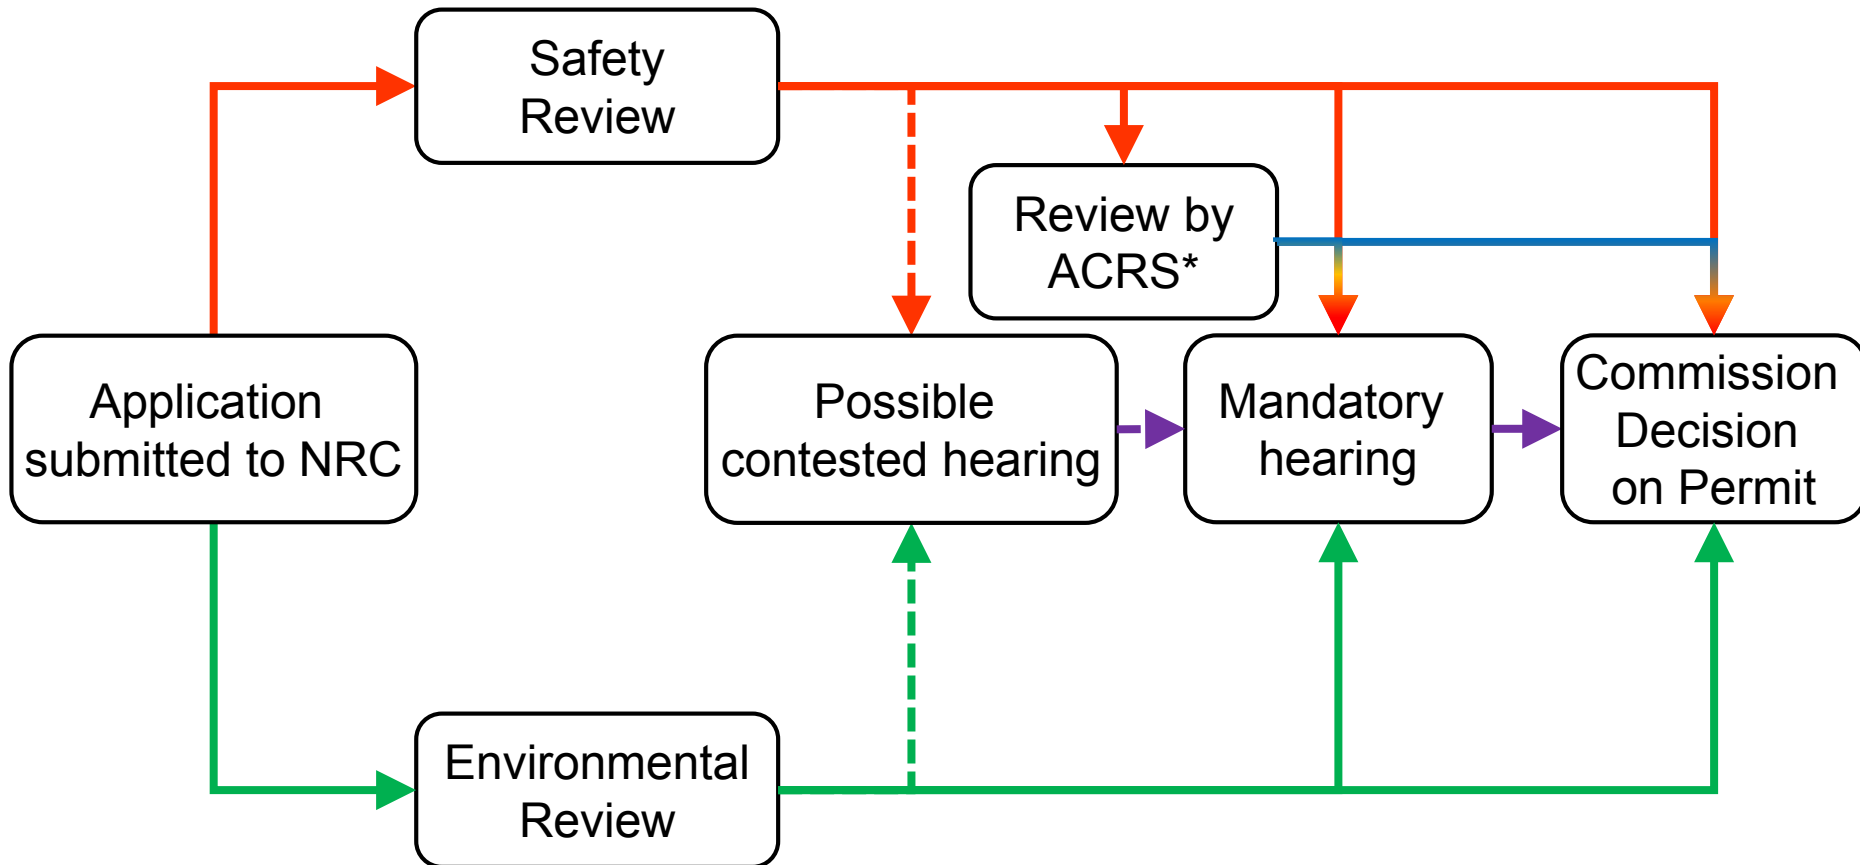 Safety
Review
Review by
ACRS*
Application
submitted to NRC
Possible
contested hearing
Mandatory
hearing
Commission
Decision
on Permit
Environmental
Review